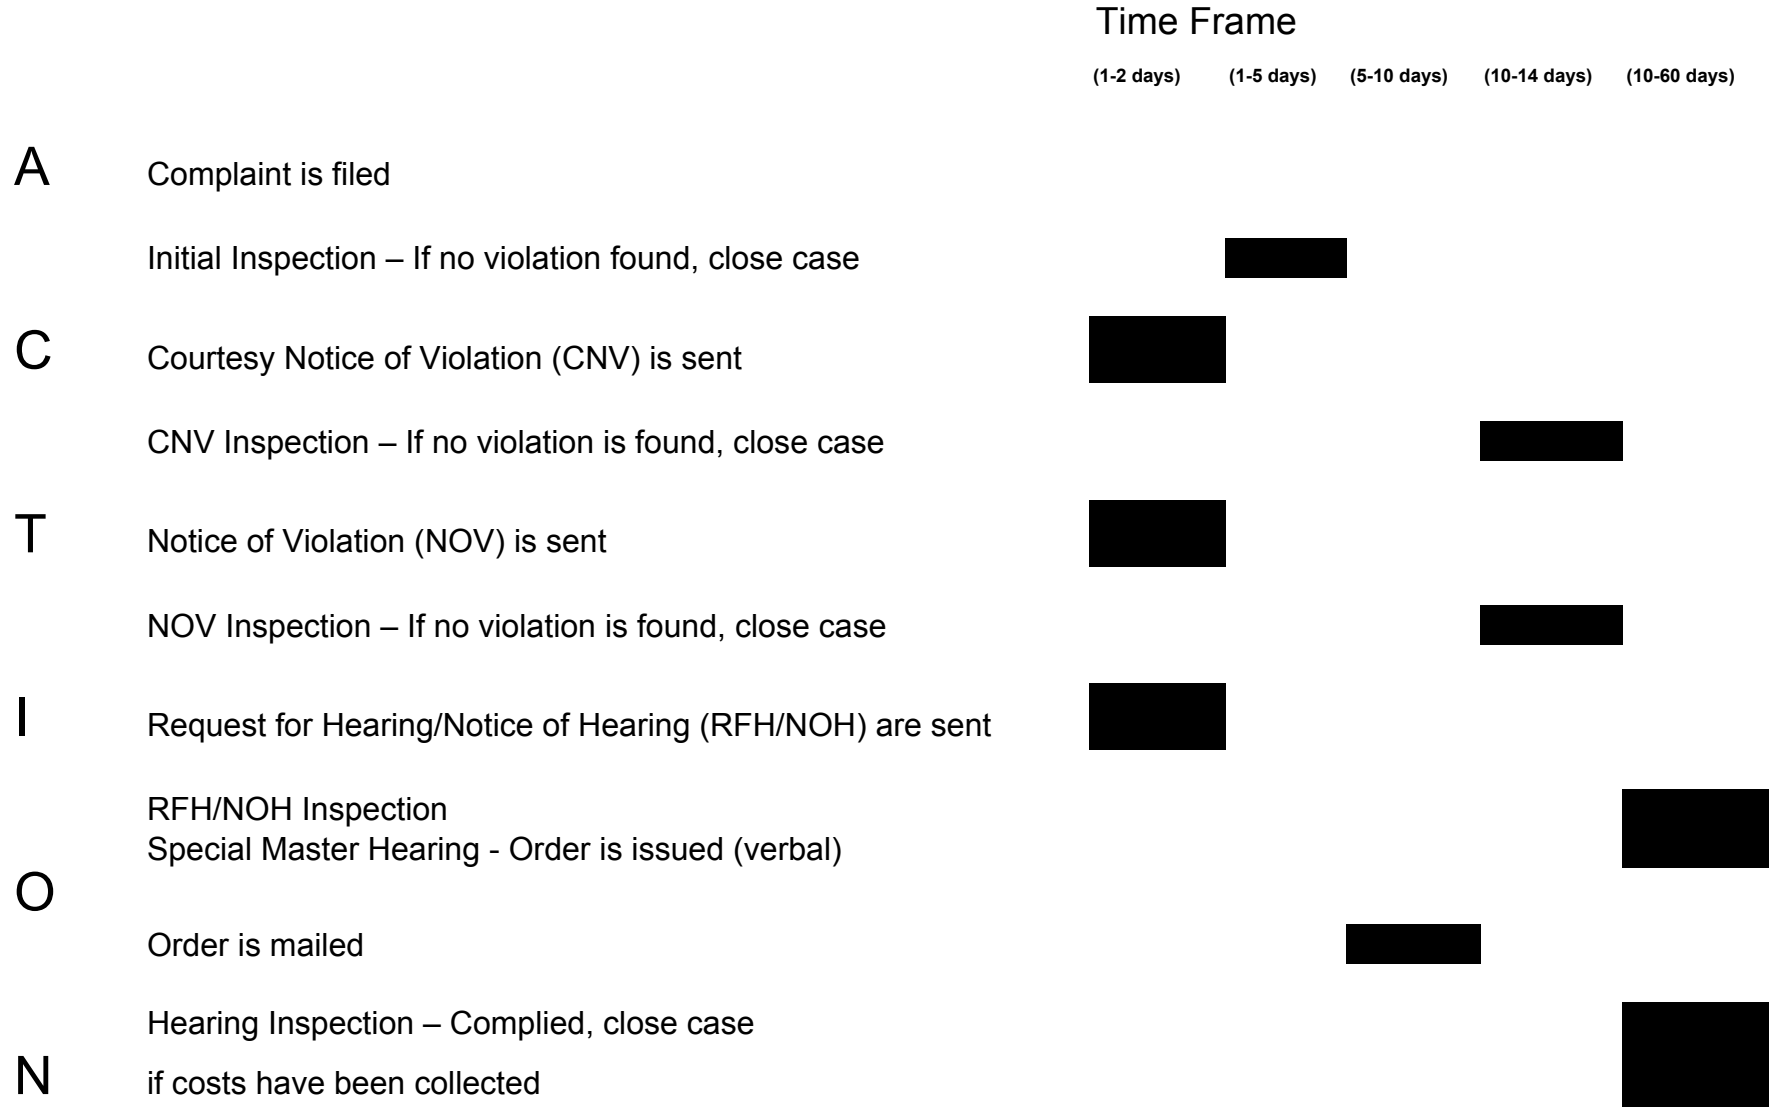 Time Frame
(1-2 days) (1-5 days) (5-10 days) (10-14 days) (10-60 days)
A Complaint is filed
Initial Inspection – If no violation found, close case
C Courtesy Notice of Violation (CNV) is sent
CNV Inspection – If no violation is found, close case
T Notice of Violation (NOV) is sent
NOV Inspection – If no violation is found, close case
I Request for Hearing/Notice of Hearing (RFH/NOH) are sent
RFH/NOH Inspection
Special Master Hearing - Order is issued (verbal)
O
Order is mailed
Hearing Inspection – Complied, close case
N if costs have been collected